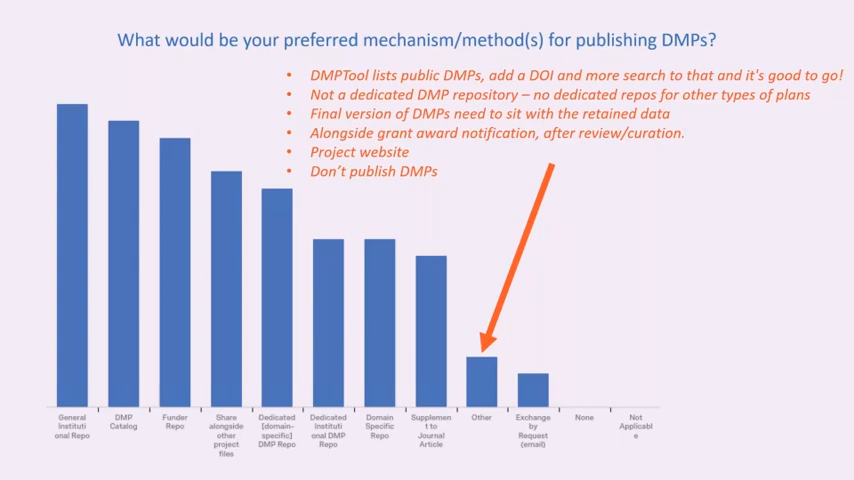 What would be your preferred mechanism/method(s) for publishing DMPs?
• DMPTool lists public DMPs, add a DOI and more search to that and it's good to go!
• Not a dedicated DMP repository – no dedicated repos for other types of plans
• Final version of DMPs need to sit with the retained data
• Alongside grant award notification, after review/curation.
• Project website
• Don't publish DMPs
General
Instituti
onal Repo
DMP
Catalog
Funder
Repo
Share
alongside
other
project
files
Dedicated
[domain-
specific]
DMP Repo
Dedicated
Instituti
onal DMP
Repo
Domain
Specific
Repo
Supplemen
t to
Journal
Article
Other
Exchange
by
Request
(email)
None
Not
Applicabl
e